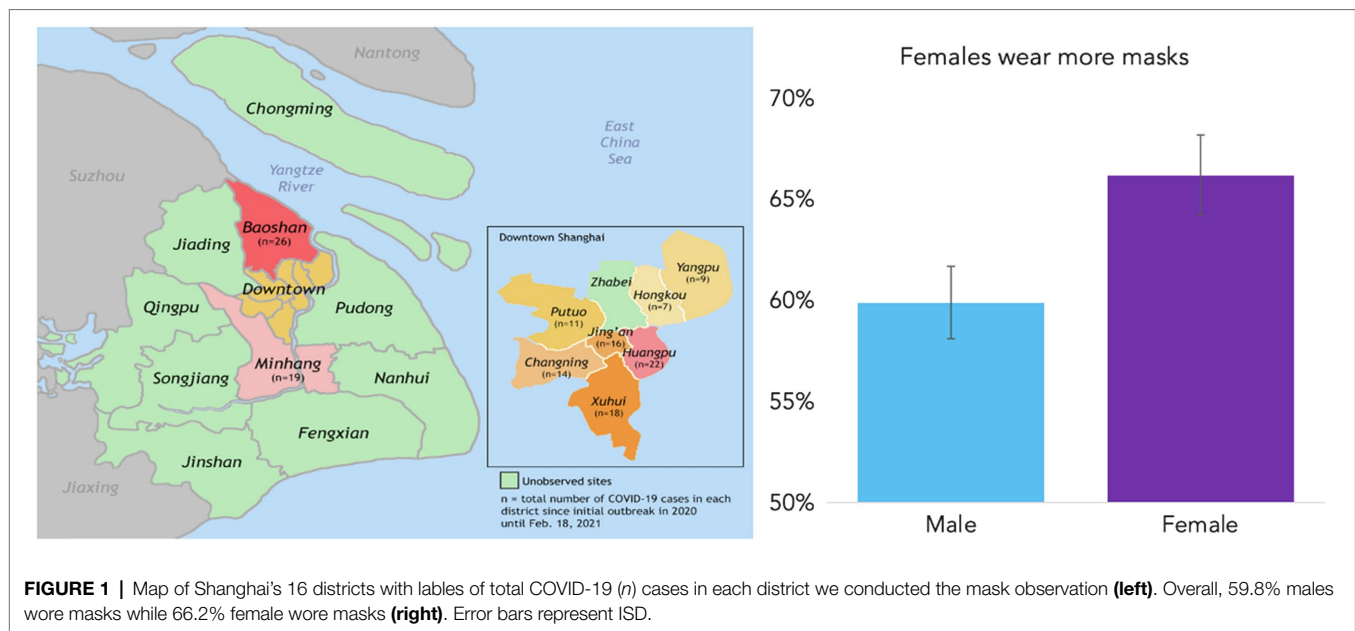 Nantong
Chongming
East
China
Sea
Suzhou
Yangtze
River
Baoshan
(n=26)
Jiading
Downtown
Qingpu
Pudong
Minhang
(n=19)
Songjiang
Nanhui
Fengxian
Jinshan
Jiaxing
Downtown Shanghai
Yangpu
(n=9)
Zhabei
Hongkou
(n=7)
Putuo
(n=11)
Jing'an
(n=16)
Huangpu
(n=22)
Changning
(n=14)
Xuhui
(n=18)
Unobserved sites
n = total number of COVID-19 cases in each
district since initial outbreak in 2020
until Feb. 18, 2021
Females wear more masks
70%
65%
60%
55%
50%
Male
Female
FIGURE 1 | Map of Shanghai's 16 districts with lables of total COVID-19 (n) cases in each district we conducted the mask observation (left). Overall, 59.8% males
wore masks while 66.2% female wore masks (right). Error bars represent ISD.